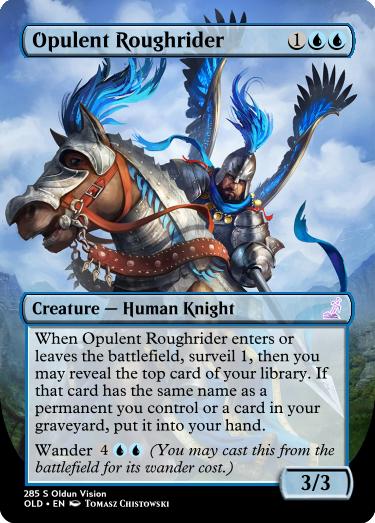 Opulent Roughrider 1
Creature — Human Knight
When Opulent Roughrider enters or
leaves the battlefield, surveil 1, then you
may reveal the top card of your library. If
that card has the same name as a
permanent you control or a card in your
graveyard, put it into your hand.
Wander 4 (You may cast this from the
battlefield for its wander cost.)
3/3
285 S Oldun Vision
OLD • EN Tomasz Chistowski